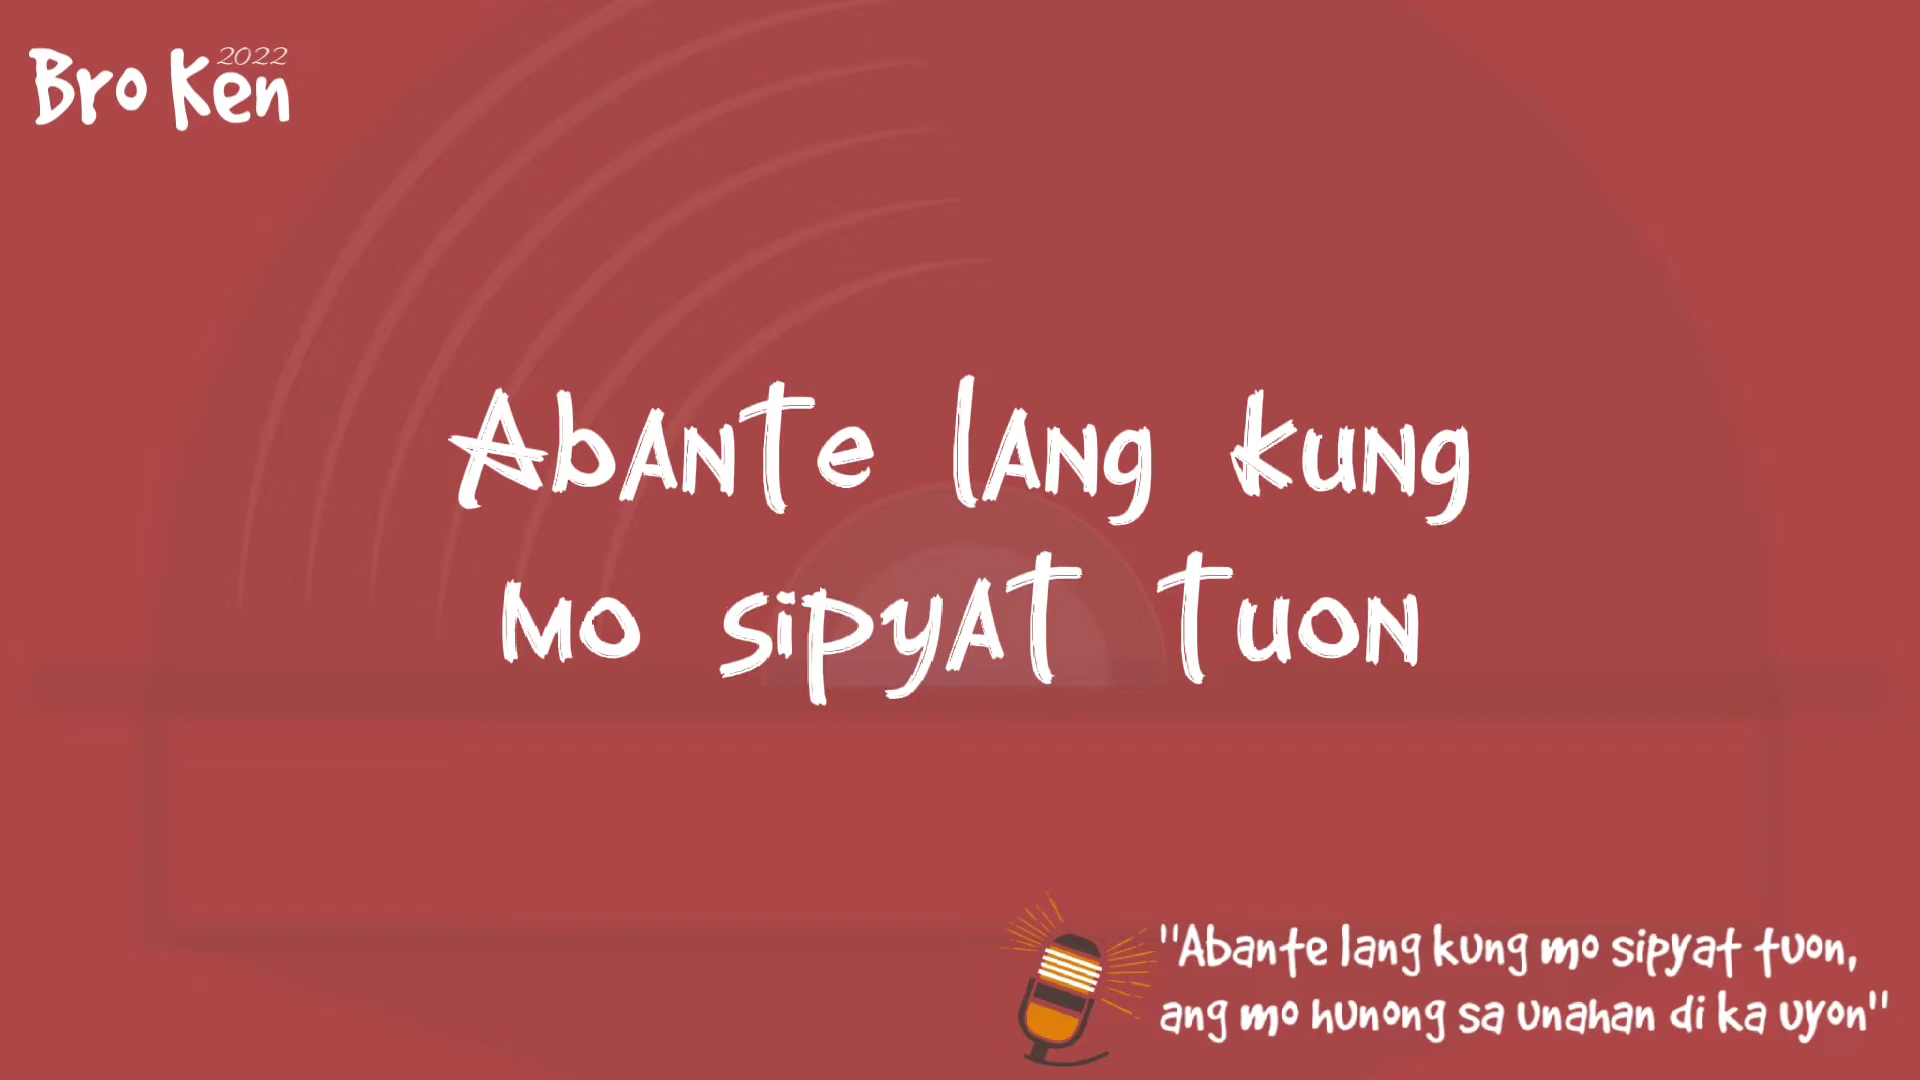 2022
Bro Ken
Abante lang kung
mo sipyat tuon
"Abante lang kung mo sipyat tuon,
ang mo hunong sa unahan di ka uyon"